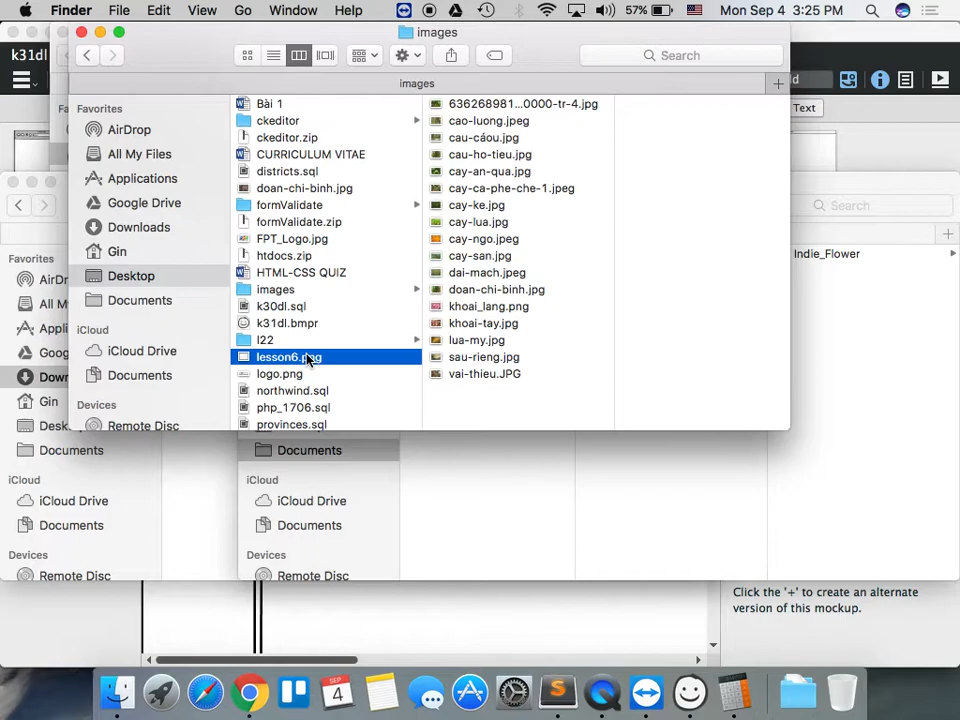 Finder File Edit View Go Window Help 57% Mon Sep 4 3:25 PM
images
k31dl
Search
images
Text
Favorites
AirDrop
All My Files
Applications
Google Drive
Downloads
Gin
Desktop
Documents
iCloud
iCloud Drive
Documents
Devices
Remote Disc
Bài 1
ckeditor
ckeditor.zip
CURRICULUM VITAE
districts.sql
doan-chi-binh.jpg
formValidate
formValidate.zip
FPT_Logo.jpg
htdocs.zip
HTML-CSS QUIZ
images
k30dl.sql
k31dl.bmpr
l22
lesson6.png
logo.png
northwind.sql
php_1706.sql
provinces.sql
636268981...0000-tr-4.jpg
cao-luong.jpeg
cau-cáou.jpg
cau-ho-tieu.jpg
cay-an-qua.jpg
cay-ca-phe-che-1.jpeg
cay-ke.jpg
cay-lua.jpg
cay-ngo.jpeg
cay-san.jpg
dai-mach.jpeg
doan-chi-binh.jpg
khoai_lang.png
khoai-tay.jpg
lua-my.jpg
sau-rieng.jpg
vai-thieu.JPG
Search
Indie_Flower
Favorites
AirDr
All M
Appli
Goog
Down
Gin
Desk
Documents
iCloud
iCloud Drive
Documents
Devices
Remote Disc
Documents
iCloud
iCloud Drive
Documents
Devices
Remote Disc
Click the '+' to create an alternate
version of this mockup.
SEP
4